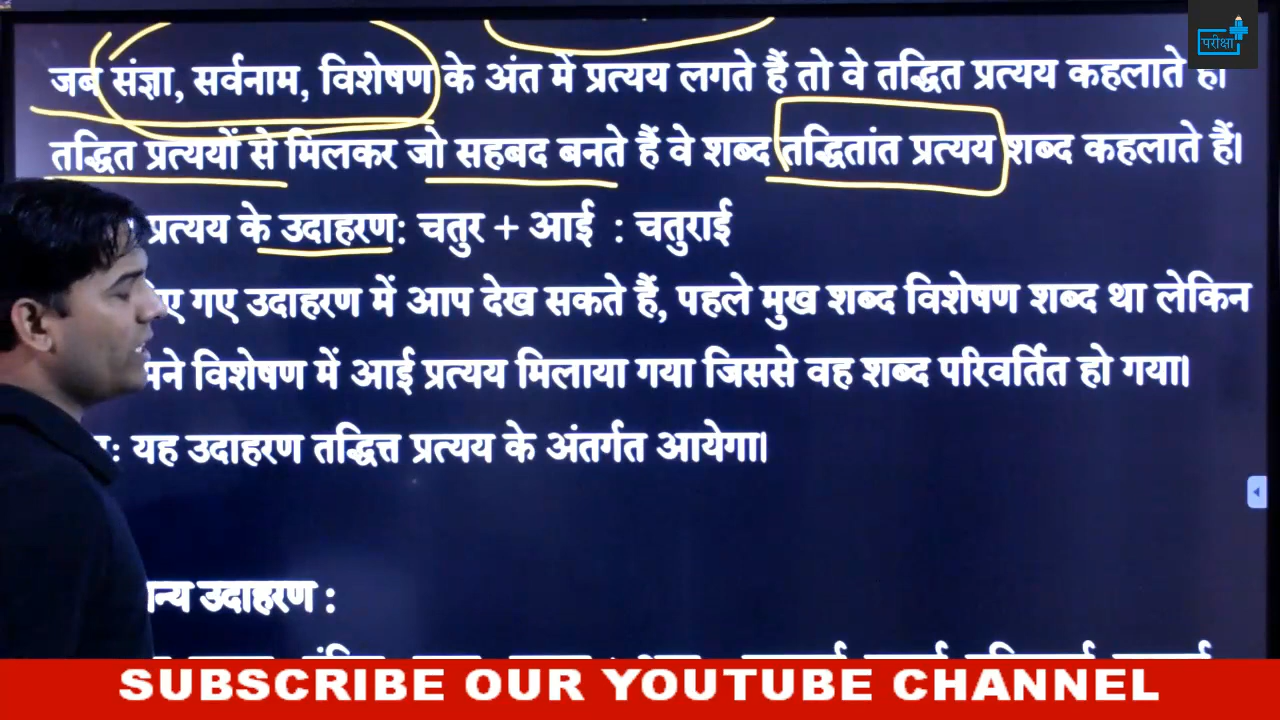 परीक्षा
जब संज्ञा, सर्वनाम, विशेषण के अंत में प्रत्यय लगते हैं तो वे तद्धित प्रत्यय कहलाते हैं।
तद्धित प्रत्ययों से मिलकर जो सहबद बनते हैं वे शब्द तद्धितांत प्रत्यय शब्द कहलाते हैं।
प्रत्यय के उदाहरण: चतुर + आई : चतुराई
गए उदाहरण में आप देख सकते हैं, पहले मुख शब्द विशेषण शब्द था लेकिन
विशेषण में आई प्रत्यय मिलाया गया जिससे वह शब्द परिवर्तित हो गया।
यह उदाहरण तद्धित्त प्रत्यय के अंतर्गत आयेगा।
उदाहरण :
SUBSCRIBE OUR YOUTUBE CHANNEL